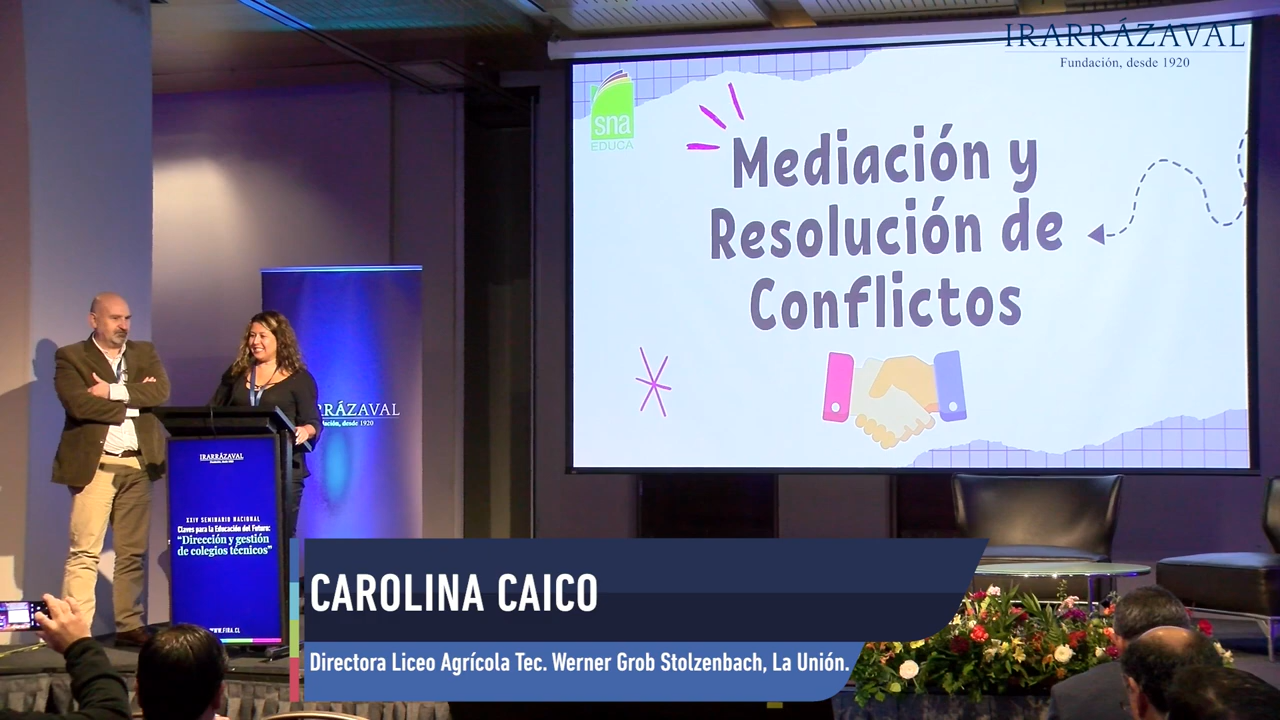 IRARRÁZAVAL
Fundación, desde 1920
sna
EDUCA
Mediación y
Resolución de
Conflictos
RRÁZAVAL
ación, desde 1920
IRARRÁZAVAL
XXIV SEMINARIO NACIONAL
Claves para la Educación del Futuro:
“Dirección y gestión
de colegios técnicos”
WWW.FIRA.CL
CAROLINA CAICO
Directora Liceo Agrícola Tec. Werner Grob Stolzenbach, La Unión.